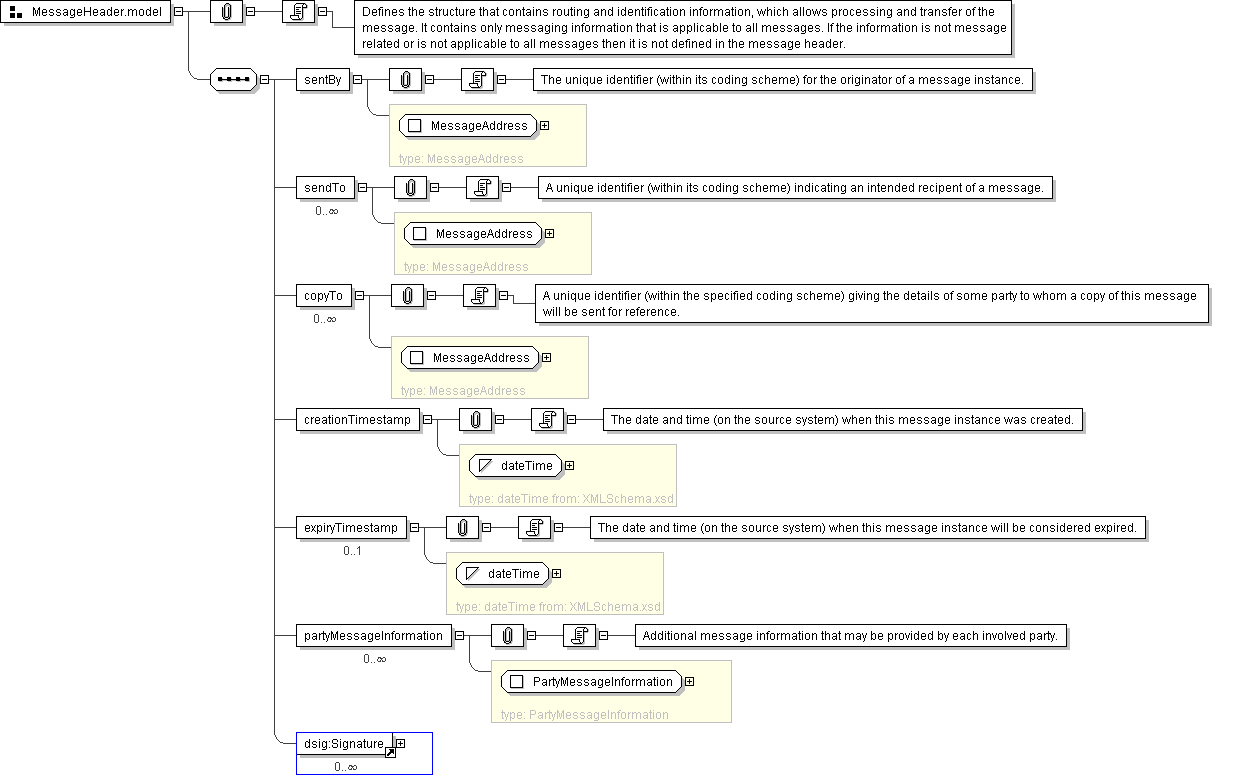 MessageHeader.model
Defines the structure that contains routing and identification information, which allows processing and transfer of the
message. It contains only messaging information that is applicable to all messages. If the information is not message
related or is not applicable to all messages then it is not defined in the message header.
sentBy
The unique identifier (within its coding scheme) for the originator of a message instance.
MessageAddress
type: MessageAddress
sendTo
A unique identifier (within its coding scheme) indicating an intended recipent of a message.
0..∞
MessageAddress
type: MessageAddress
copyTo
A unique identifier (within the specified coding scheme) giving the details of some party to whom a copy of this message
will be sent for reference.
0..∞
MessageAddress
type: MessageAddress
creationTimestamp
The date and time (on the source system) when this message instance was created.
dateTime
type: dateTime from: XMLSchema.xsd
expiryTimestamp
The date and time (on the source system) when this message instance will be considered expired.
0..1
dateTime
type: dateTime from: XMLSchema.xsd
partyMessageInformation
Additional message information that may be provided by each involved party.
0..∞
PartyMessageInformation
type: PartyMessageInformation
dsig:Signature
0..∞